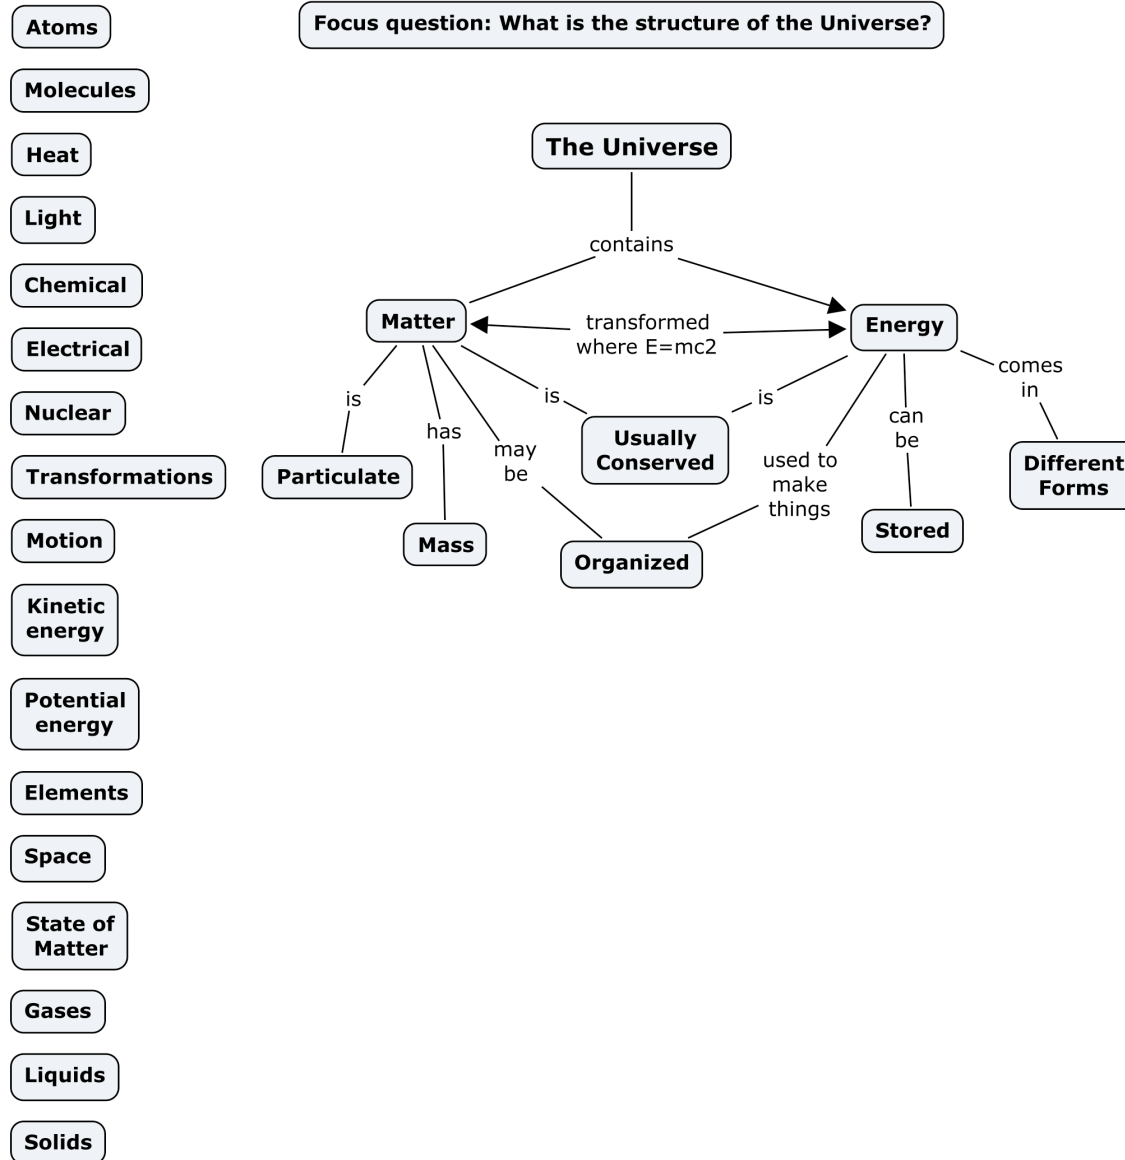 Focus question: What is the structure of the Universe?
Atoms
Molecules
Heat
Light
Chemical
Electrical
Nuclear
Transformations
Motion
Kinetic
energy
Potential
energy
Elements
Space
State of
Matter
Gases
Liquids
Solids
The Universe
contains
Matter
transformed
where E=mc2
Energy
is
has
may
be
is
is
used to
make
things
can
be
comes
in
Particulate
Mass
Usually
Conserved
Organized
Stored
Different
Forms